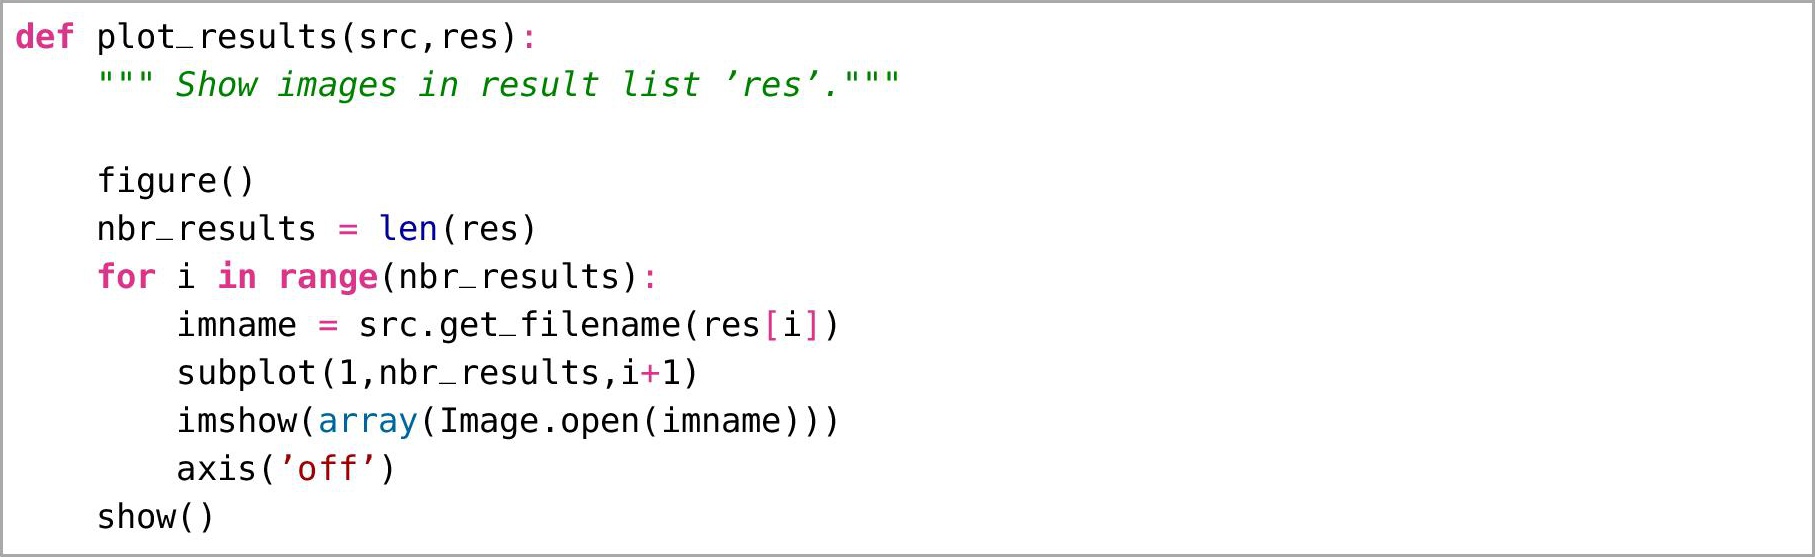 def plot_results(src,res):
    """ Show images in result list ’res’."""

    figure()
    nbr_results = len(res)
    for i in range(nbr_results):
        imname = src.get_filename(res[i])
        subplot(1,nbr_results,i+1)
        imshow(array(Image.open(imname)))
        axis(’off’)
    show()